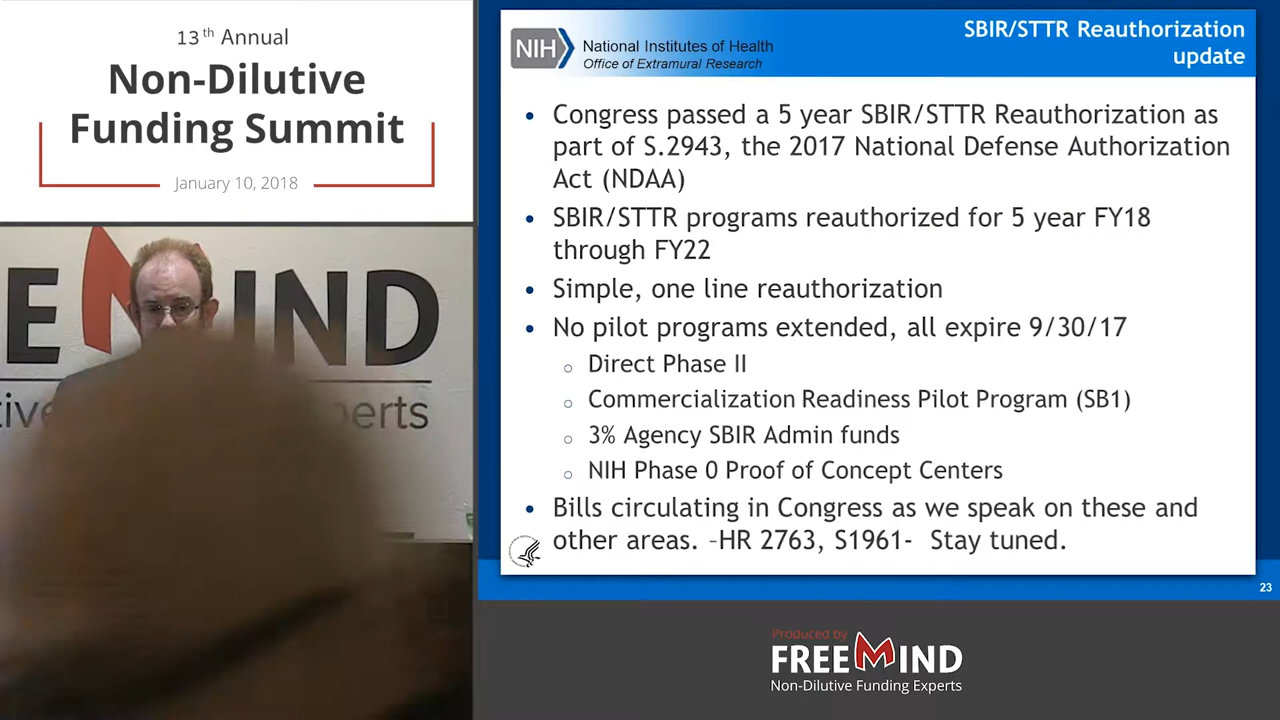 13th Annual
Non-Dilutive
Funding Summit
January 10, 2018
E MIND
tive perts
NIH
National Institutes of Health
Office of Extramural Research
SBIR/STTR Reauthorization
update
• Congress passed a 5 year SBIR/STTR Reauthorization as
part of S.2943, the 2017 National Defense Authorization
Act (NDAA)
• SBIR/STTR programs reauthorized for 5 year FY18
through FY22
• Simple, one line reauthorization
• No pilot programs extended, all expire 9/30/17
o Direct Phase II
o Commercialization Readiness Pilot Program (SB1)
o 3% Agency SBIR Admin funds
o NIH Phase 0 Proof of Concept Centers
• Bills circulating in Congress as we speak on these and
other areas. –HR 2763, S1961- Stay tuned.
23
Produced by
FREEMIND
Non-Dilutive Funding Experts